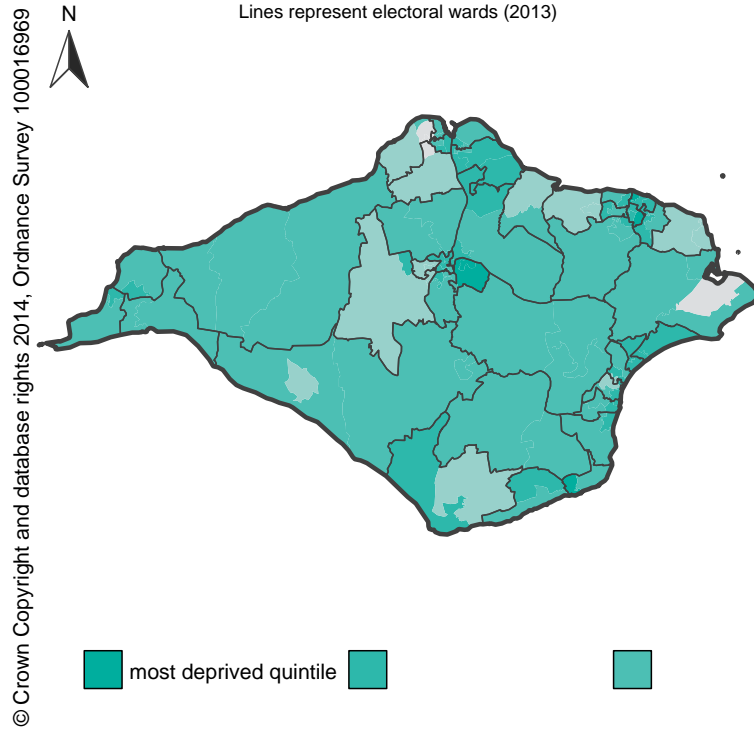 Lines represent electoral wards (2013)
N
© Crown Copyright and database rights 2014, Ordnance Survey 100016969
most deprived quintile